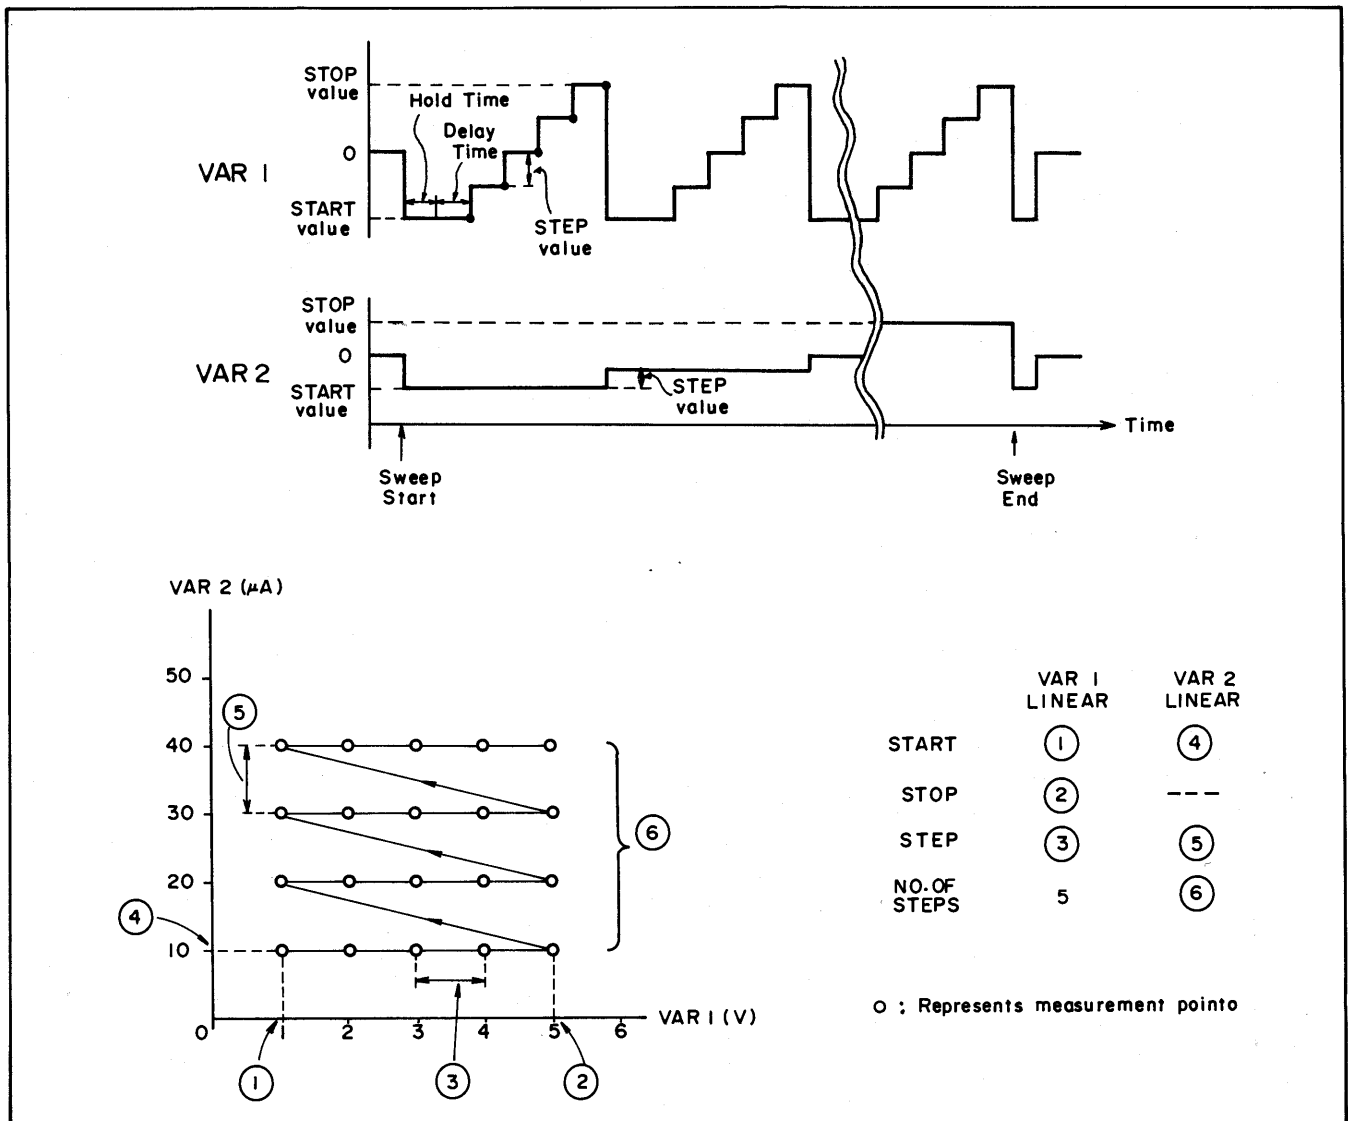 STOP
value
Hold Time
Delay
Time
0
VAR 1
START
value
STEP
value
STOP
value
0
VAR 2
START
value
STEP
value
Time
Sweep
Start
Sweep
End
VAR 2 (μA)
50
5
40
30
6
20
4
10
0
2
3
4
5
6
VAR 1 (V)
1
3
2
VAR 1
LINEAR
VAR 2
LINEAR
START
1
4
STOP
2
---
STEP
3
5
NO. OF
STEPS
5
6
o ; Represents measurement pointo